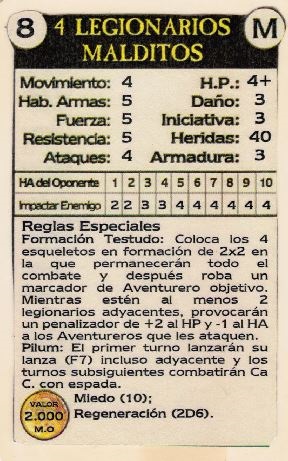 8 4 LEGIONARIOS M
MALDITOS
Movimiento: 4 H.P.: 4+
Hab. Armas: 5 Daño: 3
Fuerza: 5 Iniciativa: 3
Resistencia: 5 Heridas: 40
Ataques: 4 Armadura: 3
HA del Oponente 1 2 3 4 5 6 7 8 9 10
Impactar Enemigo 2 2 3 3 3 4 4 4 4 4
Reglas Especiales
Formación Testudo: Coloca los 4
esqueletos en formación de 2x2 en
la que permanecerán todo el
combate y después roba un
marcador de Aventurero objetivo.
Mientras estén al menos 2
legionarios adyacentes, provocarán
un penalizador de +2 al HP y -1 al HA
a los Aventureros que les ataquen.
Pilum: El primer turno lanzarán su
lanza (F7) incluso adyacente y los
turnos subsiguientes combatirán Ca
C. con espada.
Miedo (10);
Regeneración (2D6).
VALOR
2.000
M.O